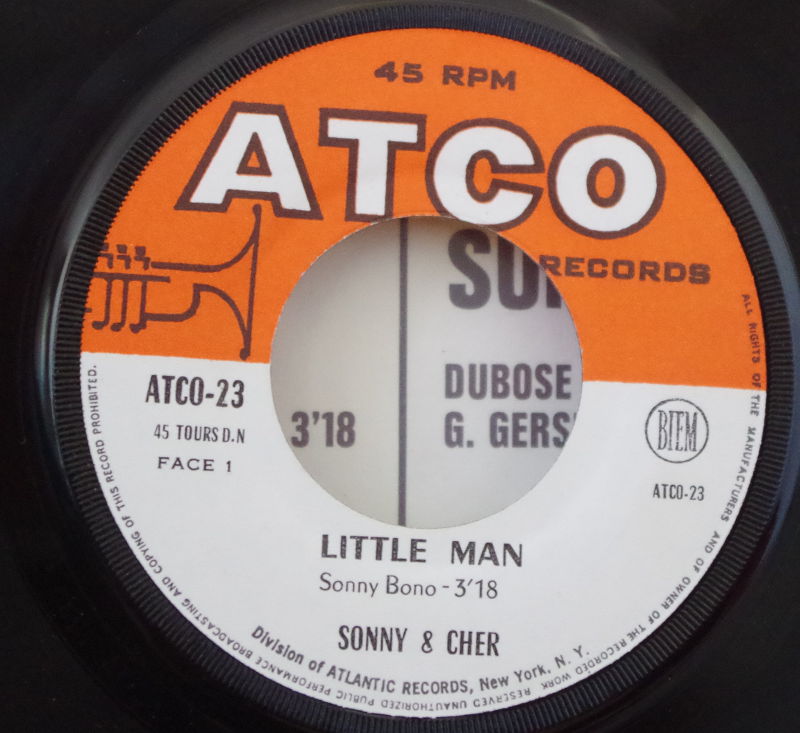 45 RPM
ATCO
RECORDS
SU
DUBOSE
G. GERS
3'18
ATCO-23
45 TOURS D.N
FACE 1
BIEM
ATCO-23
LITTLE MAN
Sonny Bono - 3'18
SONNY & CHER
Division of ATLANTIC RECORDS, New York, N. Y.
ALL RIGHTS OF THE MANUFACTURERS AND OF OWNER OF THE RECORDED WORK RESERVED UNAUTHORIZED PUBLIC PERFORMANCE BROADCASTING AND COPYING OF THIS RECORD PROHIBITED.